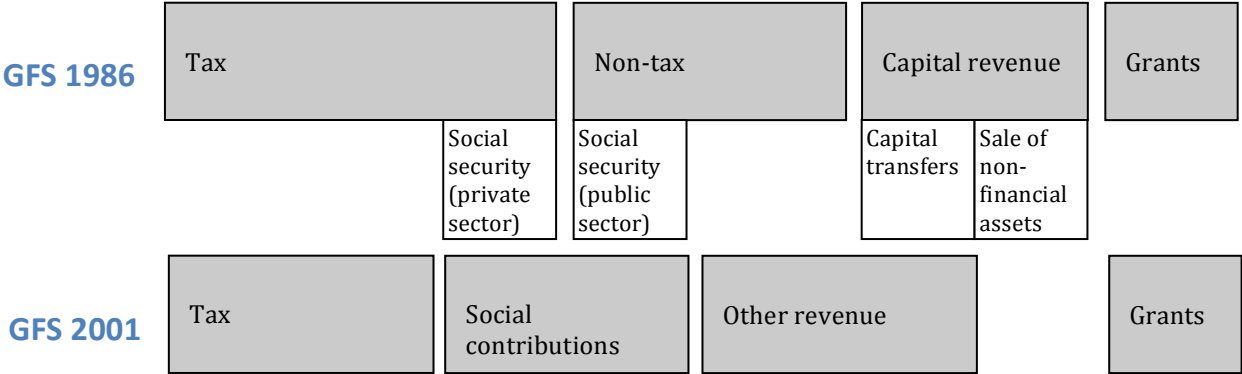 GFS 1986
Tax
Non-tax
Capital revenue
Grants
Social
security
(private
sector)
Social
security
(public
sector)
Capital
transfers
Sale of
non-
financial
assets
GFS 2001
Tax
Social
contributions
Other revenue
Grants